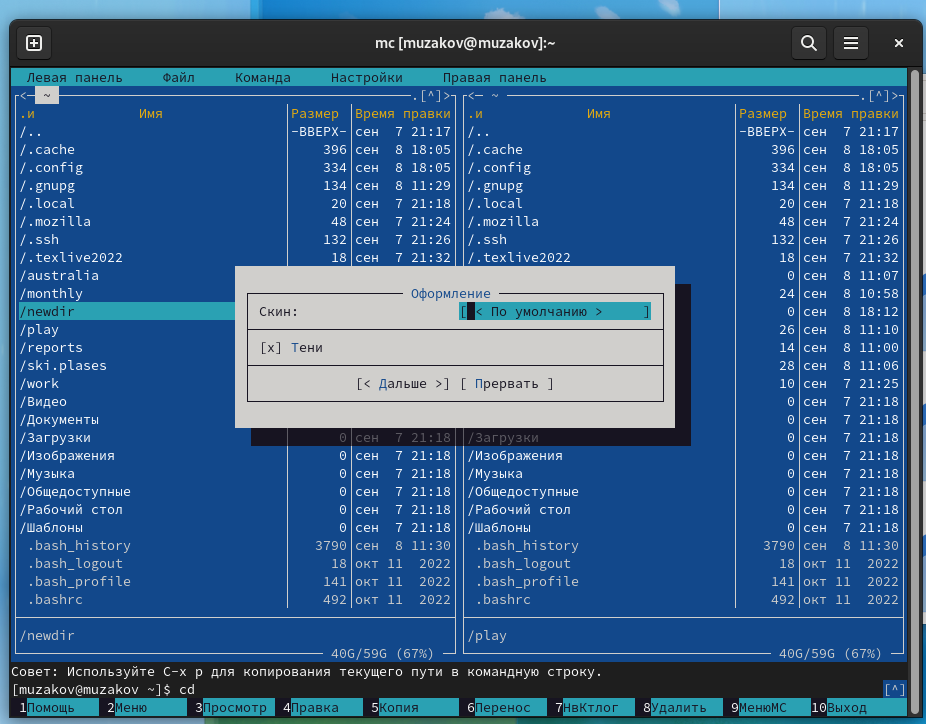 mc [muzakov@muzakov]:~
Левая панель Файл Команда Настройки Правая панель
<─ ~ .[^]> <─ ~ .[^]>
.и Имя Размер Время правки .и Имя Размер Время правки
/.. -ВВЕРХ- сен 7 21:17 /.. -ВВЕРХ- сен 7 21:17
/.cache 396 сен 8 18:05 /.cache 396 сен 8 18:05
/.config 334 сен 8 18:05 /.config 334 сен 8 18:05
/.gnupg 134 сен 8 11:29 /.gnupg 134 сен 8 11:29
/.local 20 сен 7 21:18 /.local 20 сен 7 21:18
/.mozilla 48 сен 7 21:24 /.mozilla 48 сен 7 21:24
/.ssh 132 сен 7 21:26 /.ssh 132 сен 7 21:26
/.texlive2022 18 сен 7 21:32 /.texlive2022 18 сен 7 21:32
/australia 0 сен 8 11:07
/monthly Оформление 24 сен 8 10:58
/newdir Скин: [ < По умолчанию > ] 0 сен 8 18:12
/play 26 сен 8 11:10
/reports [x] Тени 14 сен 8 11:00
/ski.plases 28 сен 8 11:06
/work [< Дальше >] [ Прервать ] 10 сен 7 21:25
/Видео 0 сен 7 21:18
/Документы 0 сен 7 21:18
/Загрузки 0 сен 7 21:18 /Загрузки 0 сен 7 21:18
/Изображения 0 сен 7 21:18 /Изображения 0 сен 7 21:18
/Музыка 0 сен 7 21:18 /Музыка 0 сен 7 21:18
/Общедоступные 0 сен 7 21:18 /Общедоступные 0 сен 7 21:18
/Рабочий стол 0 сен 7 21:18 /Рабочий стол 0 сен 7 21:18
/Шаблоны 0 сен 7 21:18 /Шаблоны 0 сен 7 21:18
.bash_history 3790 сен 8 11:30 .bash_history 3790 сен 8 11:30
.bash_logout 18 окт 11 2022 .bash_logout 18 окт 11 2022
.bash_profile 141 окт 11 2022 .bash_profile 141 окт 11 2022
.bashrc 492 окт 11 2022 .bashrc 492 окт 11 2022
/newdir /play
40G/59G (67%) 40G/59G (67%)
Совет: Используйте C-x p для копирования текущего пути в командную строку.
[muzakov@muzakov ~]$ cd [^]
1Помощь 2Меню 3Просмотр 4Правка 5Копия 6Перенос 7НвКтлог 8Удалить 9МенюМС 10Выход